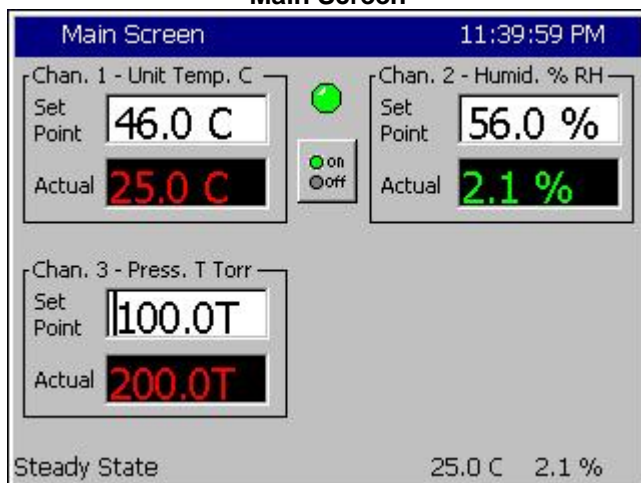 Main Screen
Main Screen 11:39:59 PM
Chan. 1 - Unit Temp. C
Set Point 46.0 C
Actual 25.0 C
on
off
Chan. 2 - Humid. % RH
Set Point 56.0 %
Actual 2.1 %
Chan. 3 - Press. T Torr
Set Point 100.0T
Actual 200.0T
Steady State 25.0 C 2.1 %